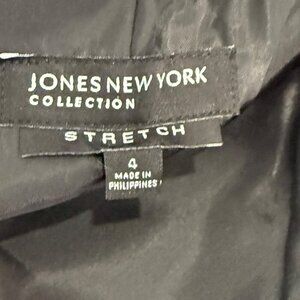 JONES NEW YORK
COLLECTION
STRETCH
4
MADE IN
PHILIPPINES